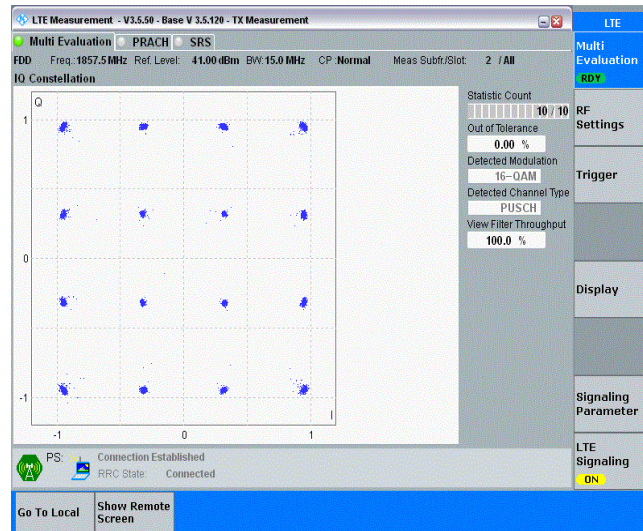 LTE Measurement - V3.5.50 - Base V 3.5.120 - TX Measurement
LTE
Multi Evaluation PRACH SRS
Multi
Evaluation
RDY
FDD Freq.: 1857.5 MHz Ref. Level: 41.00 dBm BW: 15.0 MHz CP : Normal Meas Subfr./Slot: 2 / All
IQ Constellation
Q
1
0
-1
-1 0 1
I
Statistic Count
10 / 10
Out of Tolerance
0.00 %
Detected Modulation
16-QAM
Detected Channel Type
PUSCH
View Filter Throughput
100.0 %
RF
Settings
Trigger
Display
Signaling
Parameter
LTE
Signaling
ON
PS: Connection Established
RRC State: Connected
Go To Local
Show Remote
Screen